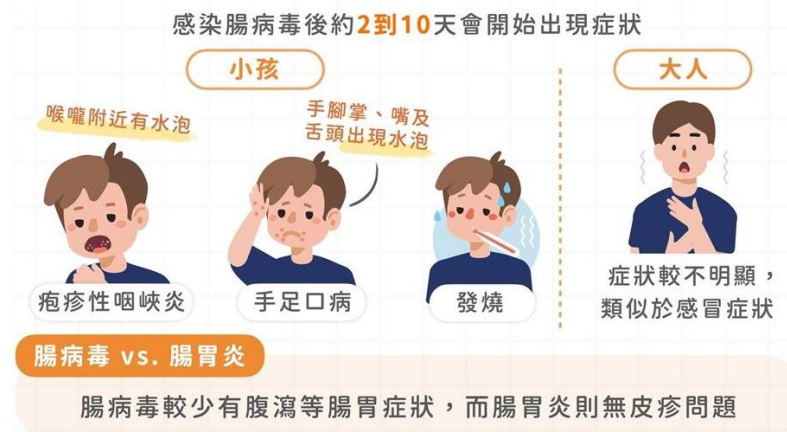 感染腸病毒後約2到10天會開始出現症狀
小孩
大人
喉嚨附近有水泡
手腳掌、嘴及
舌頭出現水泡
疱疹性咽峽炎
手足口病
發燒
症狀較不明顯，
類似於感冒症狀
腸病毒 vs. 腸胃炎
腸病毒較少有腹瀉等腸胃症狀，而腸胃炎則無皮疹問題